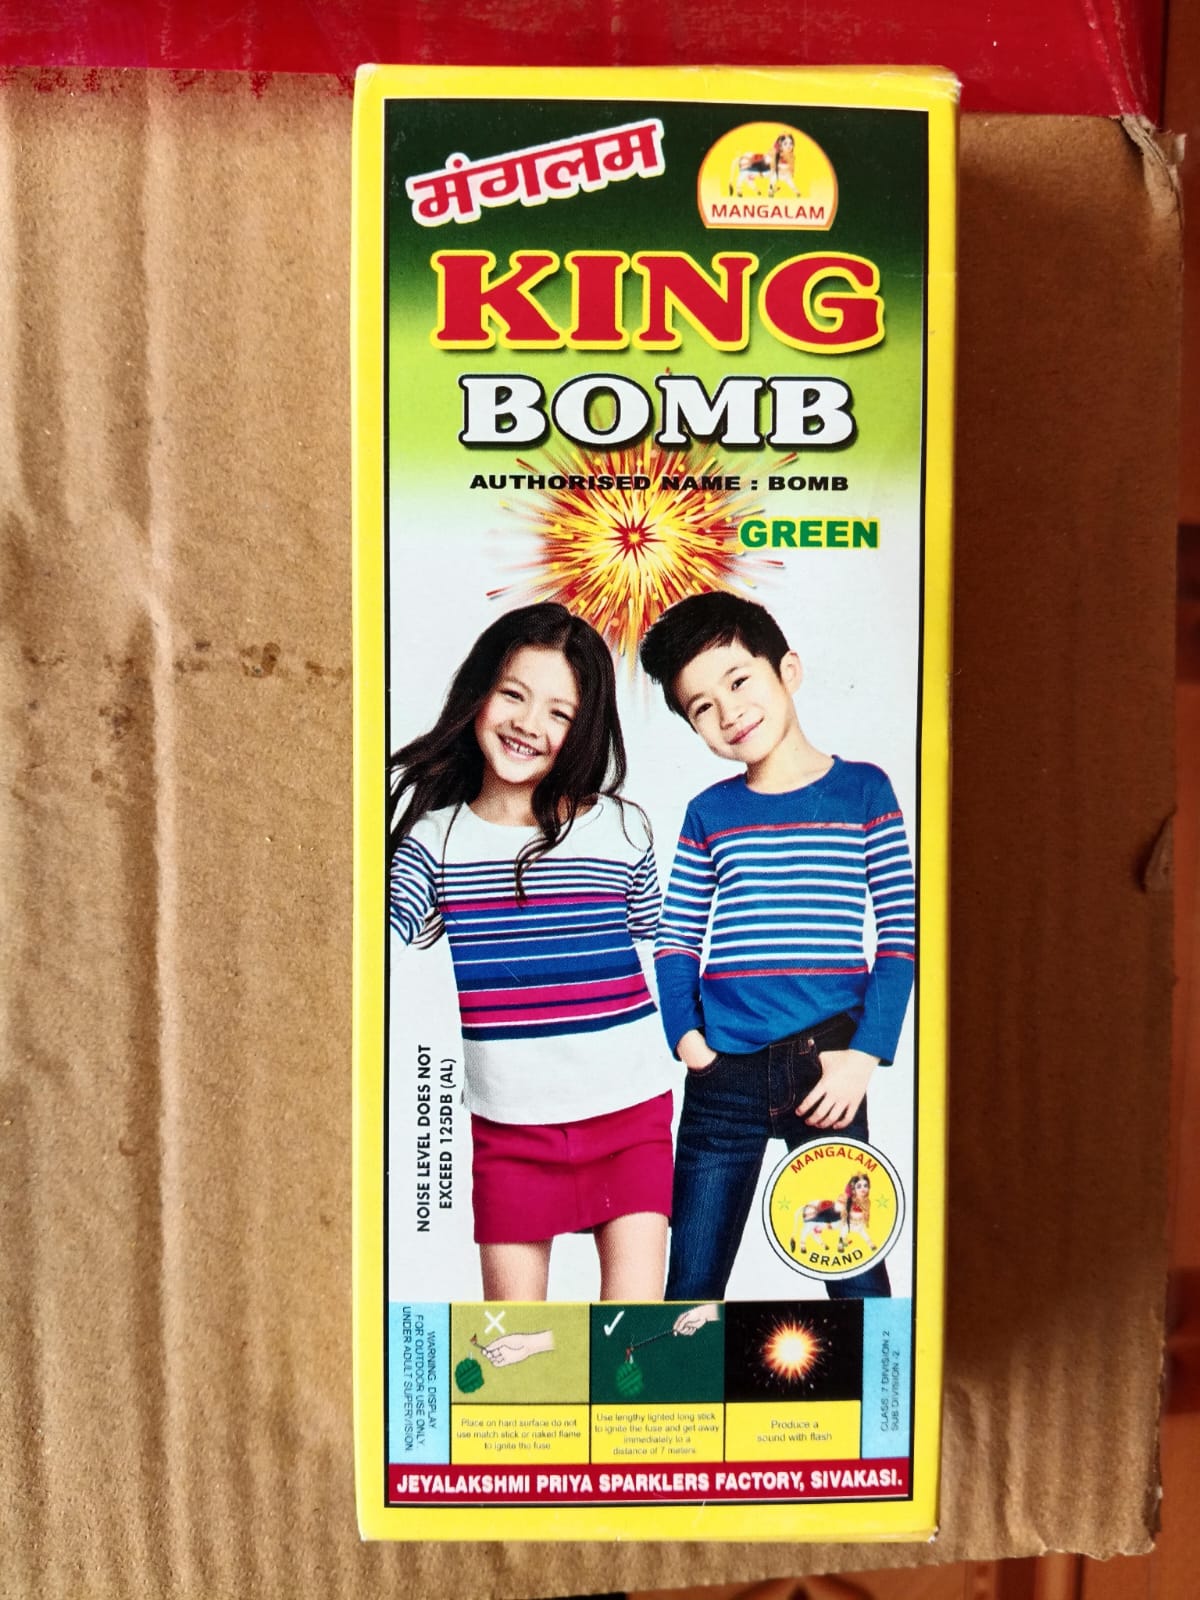 मंगलम
MANGALAM
KING
BOMB
AUTHORISED NAME : BOMB
GREEN
NOISE LEVEL DOES NOT
EXCEED 125DB (AL)
MANGALAM
BRAND
WARNING: DISPLAY
FOR OUTDOOR USE ONLY
UNDER ADULT SUPERVISION
Place on hard surface do not
use match stick or naked flame
to ignite the fuse
Use lengthy lighted long stick
to ignite the fuse and get away
immediately to a
distance of 7 meters
Produce a
sound with flash
CLASS 7 DIVISION 2
SUB DIVISION -2
JEYALAKSHMI PRIYA SPARKLERS FACTORY, SIVAKASI.